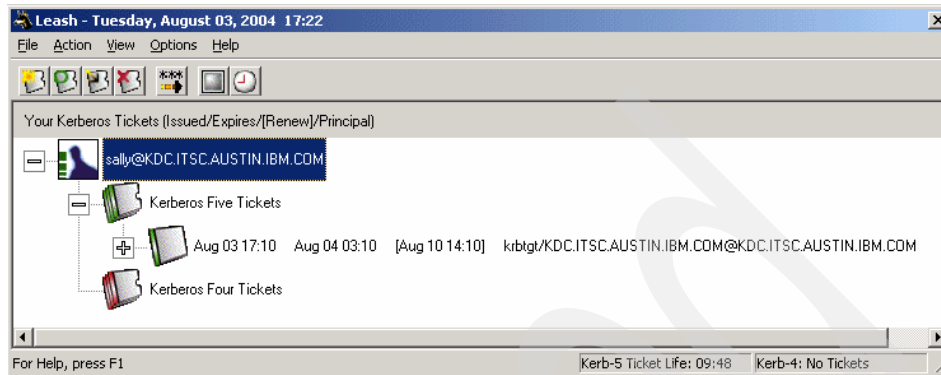 Leash - Tuesday, August 03, 2004 17:22
File Action View Options Help
Your Kerberos Tickets (Issued/Expires/[Renew]/Principal)
sally@KDC.ITSC.AUSTIN.IBM.COM
Kerberos Five Tickets
Aug 03 17:10 Aug 04 03:10 [Aug 10 14:10] krbtgt/KDC.ITSC.AUSTIN.IBM.COM@KDC.ITSC.AUSTIN.IBM.COM
Kerberos Four Tickets
For Help, press F1 Kerb-5 Ticket Life: 09:48 Kerb-4: No Tickets